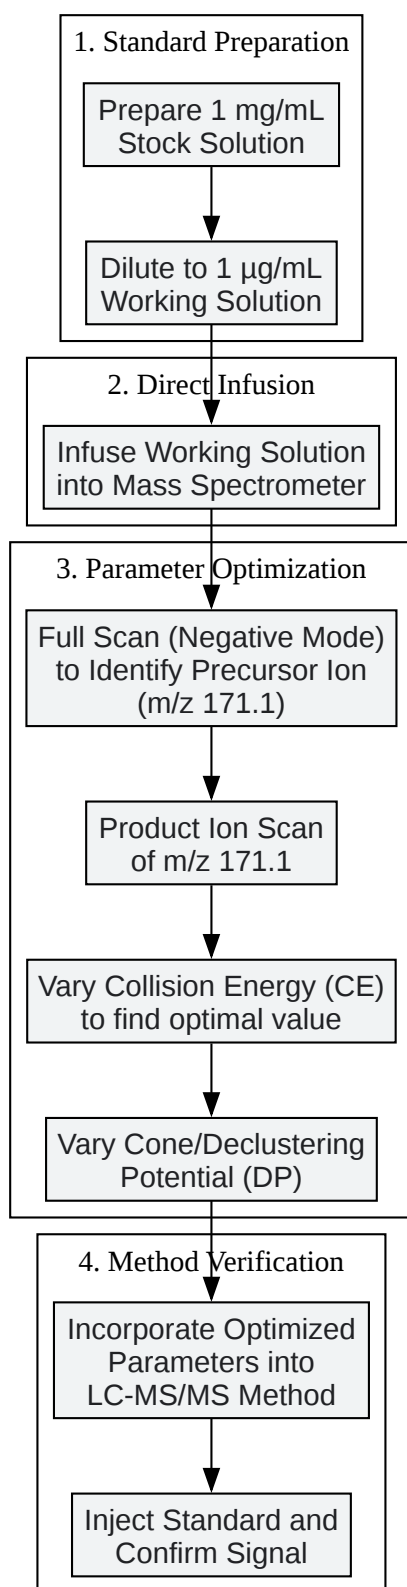 1. Standard Preparation
Prepare 1 mg/mL
Stock Solution
Dilute to 1 µg/mL
Working Solution
2. Direct Infusion
Infuse Working Solution
into Mass Spectrometer
3. Parameter Optimization
Full Scan (Negative Mode)
to Identify Precursor Ion
(m/z 171.1)
Product Ion Scan
of m/z 171.1
Vary Collision Energy (CE)
to find optimal value
Vary Cone/Declustering
Potential (DP)
4. Method Verification
Incorporate Optimized
Parameters into
LC-MS/MS Method
Inject Standard and
Confirm Signal